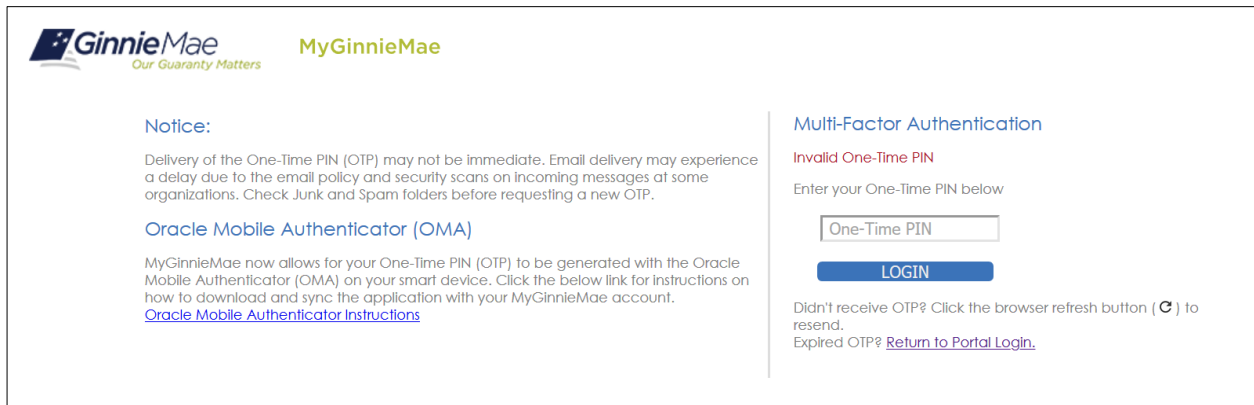 GinnieMae
Our Guaranty Matters
MyGinnieMae
Notice:
Delivery of the One-Time PIN (OTP) may not be immediate. Email delivery may experience
a delay due to the email policy and security scans on incoming messages at some
organizations. Check Junk and Spam folders before requesting a new OTP.
Oracle Mobile Authenticator (OMA)
MyGinnieMae now allows for your One-Time PIN (OTP) to be generated with the Oracle
Mobile Authenticator (OMA) on your smart device. Click the below link for instructions on
how to download and sync the application with your MyGinnieMae account.
Oracle Mobile Authenticator Instructions
Multi-Factor Authentication
Invalid One-Time PIN
Enter your One-Time PIN below
One-Time PIN
LOGIN
Didn't receive OTP? Click the browser refresh button ( ) to
resend.
Expired OTP? Return to Portal Login.